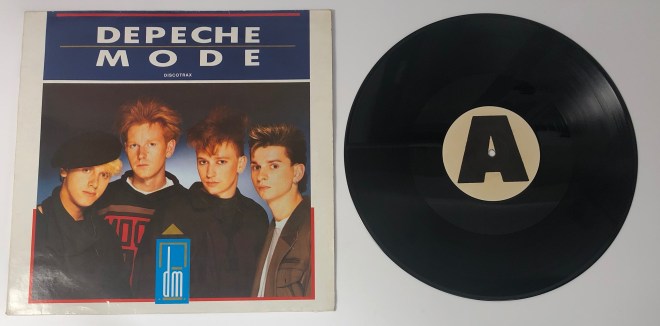 DEPECHE
MODE
DISCOTRAX
dm
A